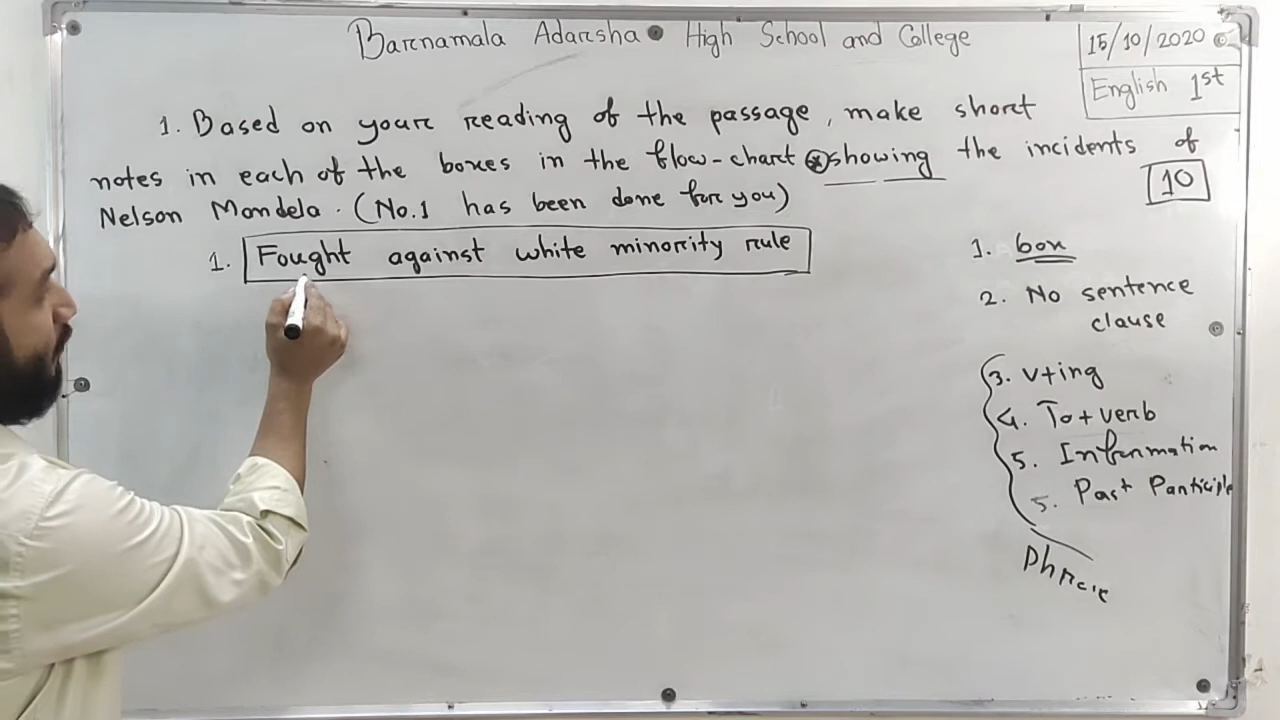 Barnamala Adarsha High School and College
15/10/2020
English 1st
1. Based on your reading of the passage, make short
notes in each of the boxes in the flow-chart showing the incidents of
Nelson Mandela. (No.1 has been done for you)
10
1. Fought against white minority rule
1. box
2. No sentence
clause
3. v+ing
4. To+verb
5. Information
5. Past Participle
Phrase